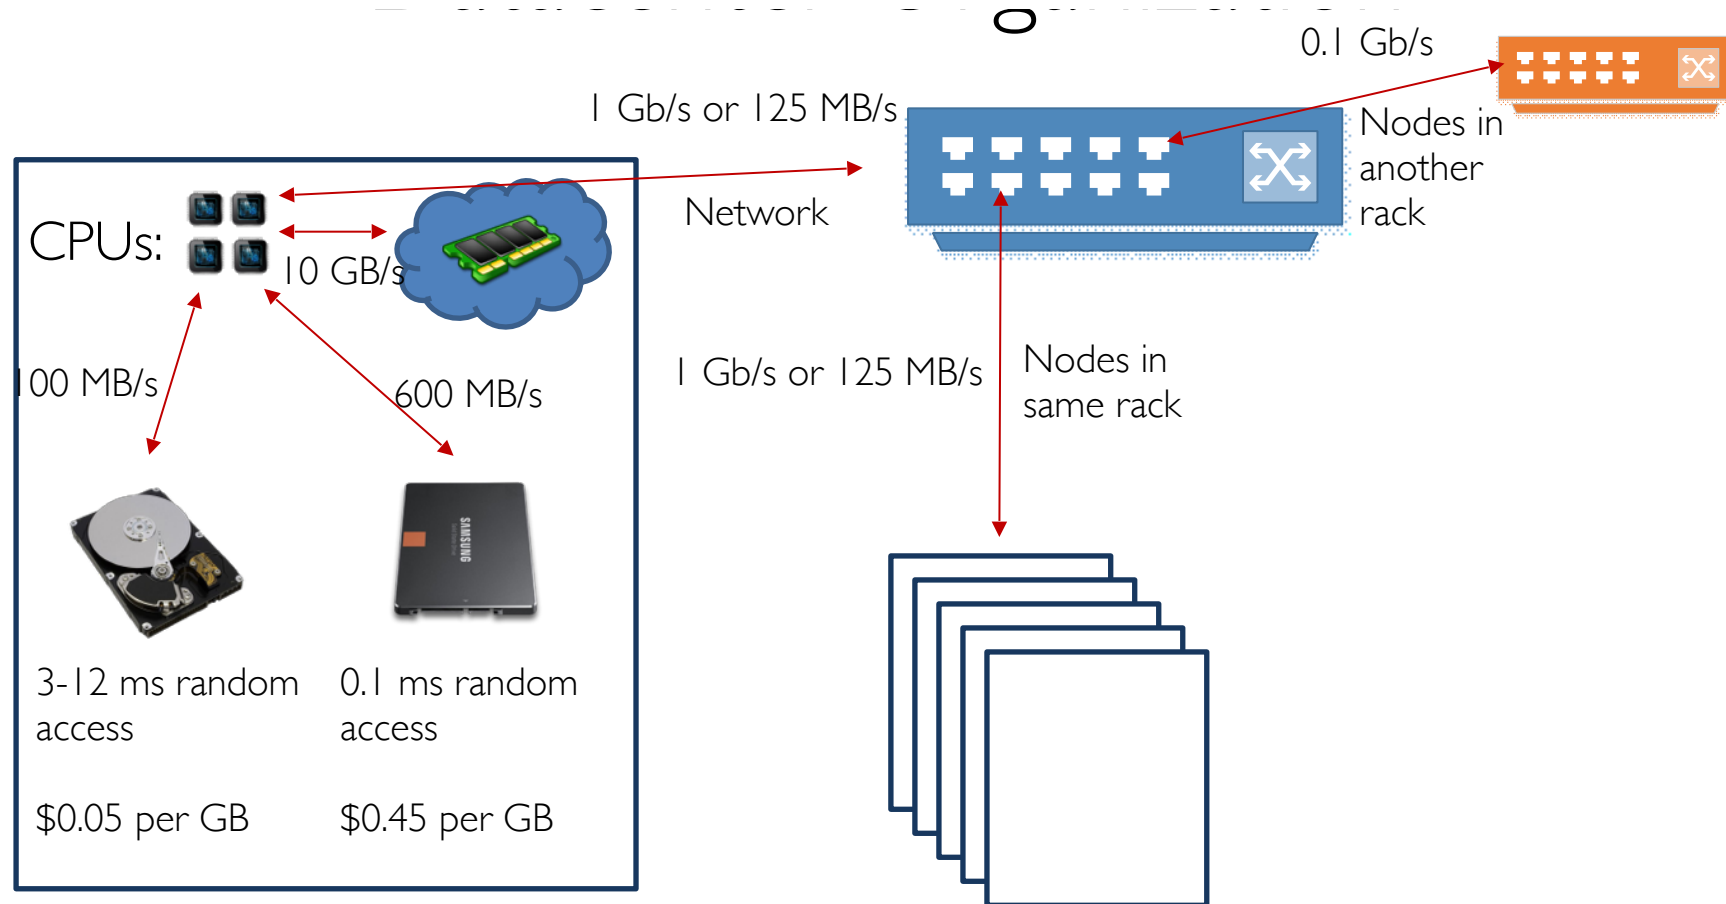 0.1 Gb/s
1 Gb/s or 125 MB/s
Nodes in
another
rack
Network
CPUs:
10 GB/s
100 MB/s
600 MB/s
1 Gb/s or 125 MB/s
Nodes in
same rack
SAMSUNG
3-12 ms random
access
0.1 ms random
access
$0.05 per GB
$0.45 per GB